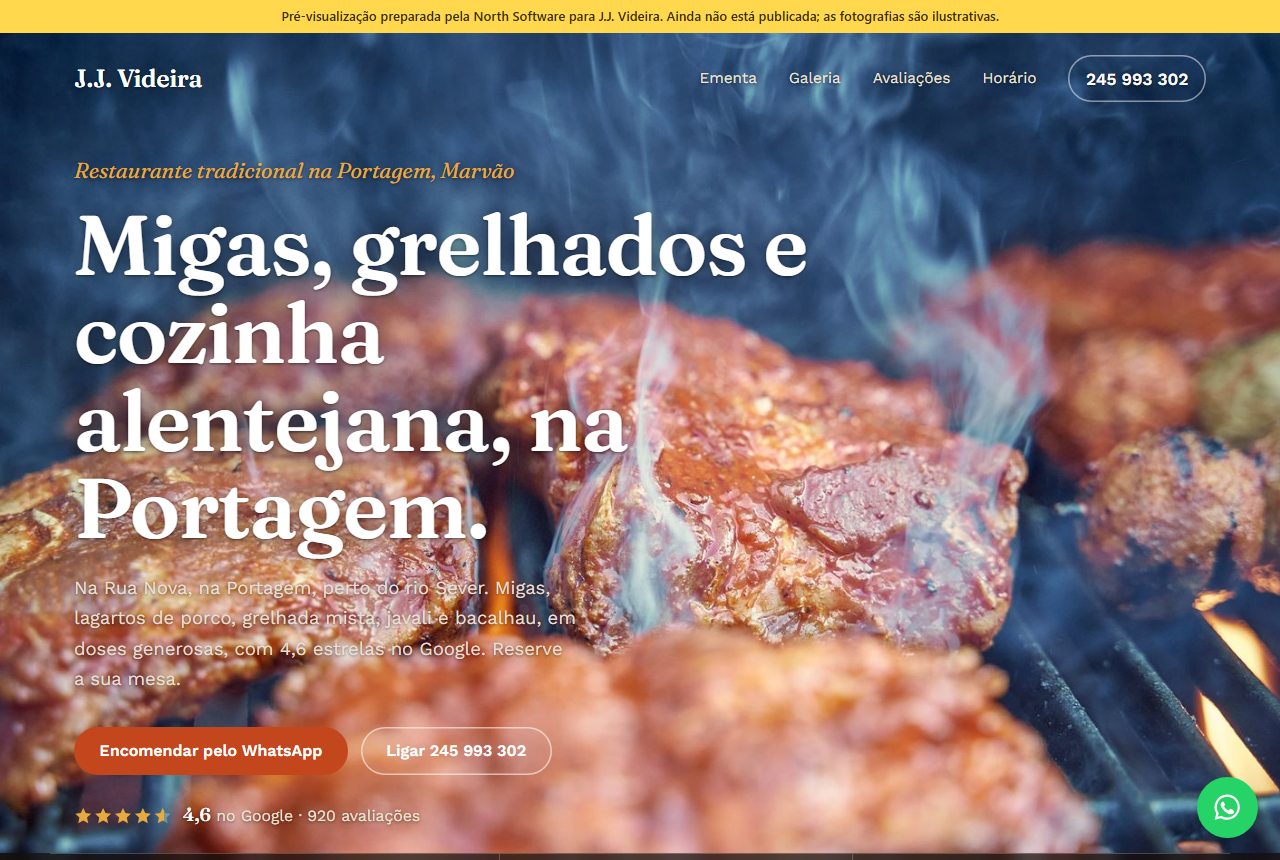 Pré-visualização preparada pela North Software para J.J. Videira. Ainda não está publicada; as fotografias são ilustrativas.
J.J. Videira
Ementa
Galeria
Avaliações
Horário
245 993 302
Restaurante tradicional na Portagem, Marvão
Migas, grelhados e
cozinha
alentejana, na
Portagem.
Na Rua Nova, na Portagem, perto do rio Sever. Migas,
lagartos de porco, grelhada mista, javali e bacalhau, em
doses generosas, com 4,6 estrelas no Google. Reserve
a sua mesa.
Encomendar pelo WhatsApp
Ligar 245 993 302
4,6 no Google · 920 avaliações